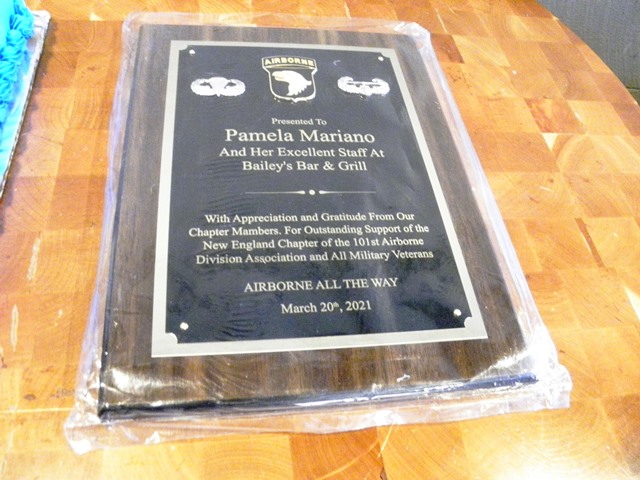 AIRBORNE
Presented To
Pamela Mariano
And Her Excellent Staff At
Bailey's Bar & Grill
With Appreciation and Gratitude From Our
Chapter Mambers. For Outstanding Support of the
New England Chapter of the 101st Airborne
Division Association and All Military Veterans
AIRBORNE ALL THE WAY
March 20th, 2021